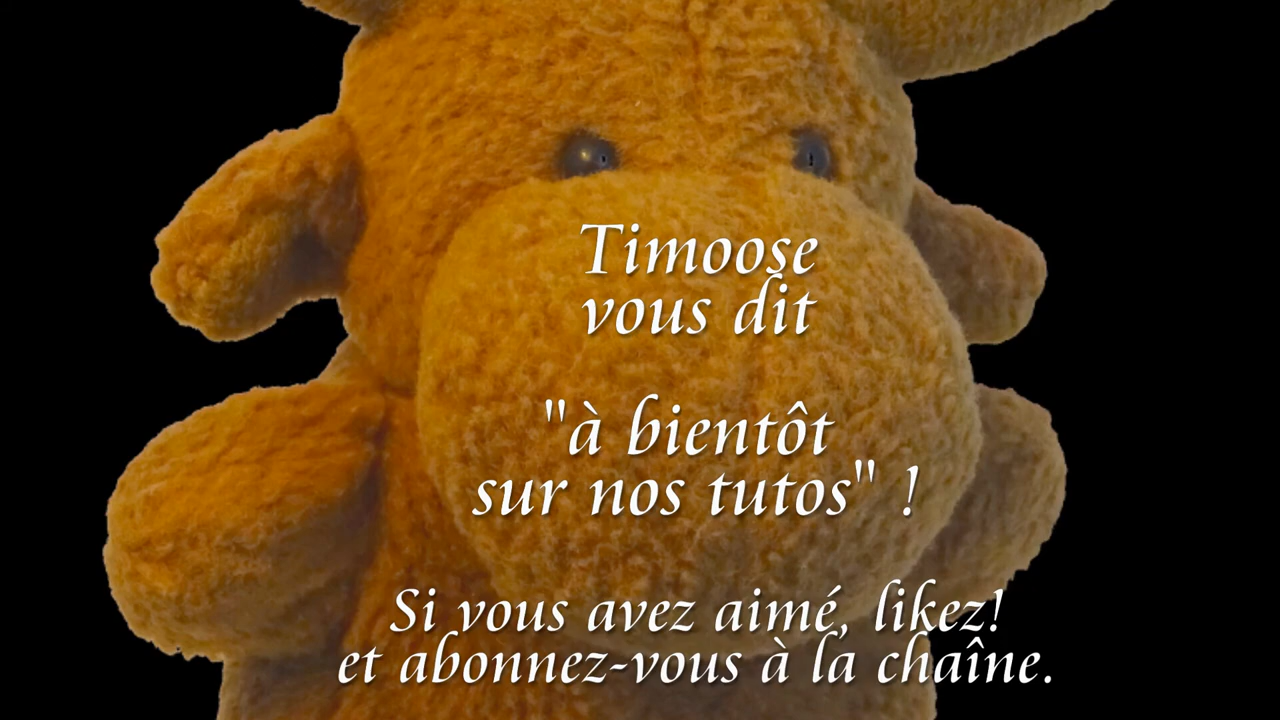 Timoose
vous dit
"à bientôt
sur nos tutos" !
Si vous avez aimé, likez!
et abonnez-vous à la chaîne.